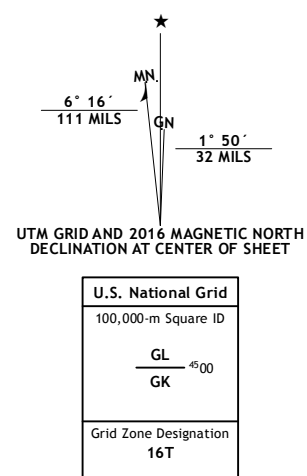 ★
MN.
6° 16´
111 MILS
GN
1° 50´
32 MILS
UTM GRID AND 2016 MAGNETIC NORTH
DECLINATION AT CENTER OF SHEET
U.S. National Grid
100,000-m Square ID
GL
4500
GK
Grid Zone Designation
16T